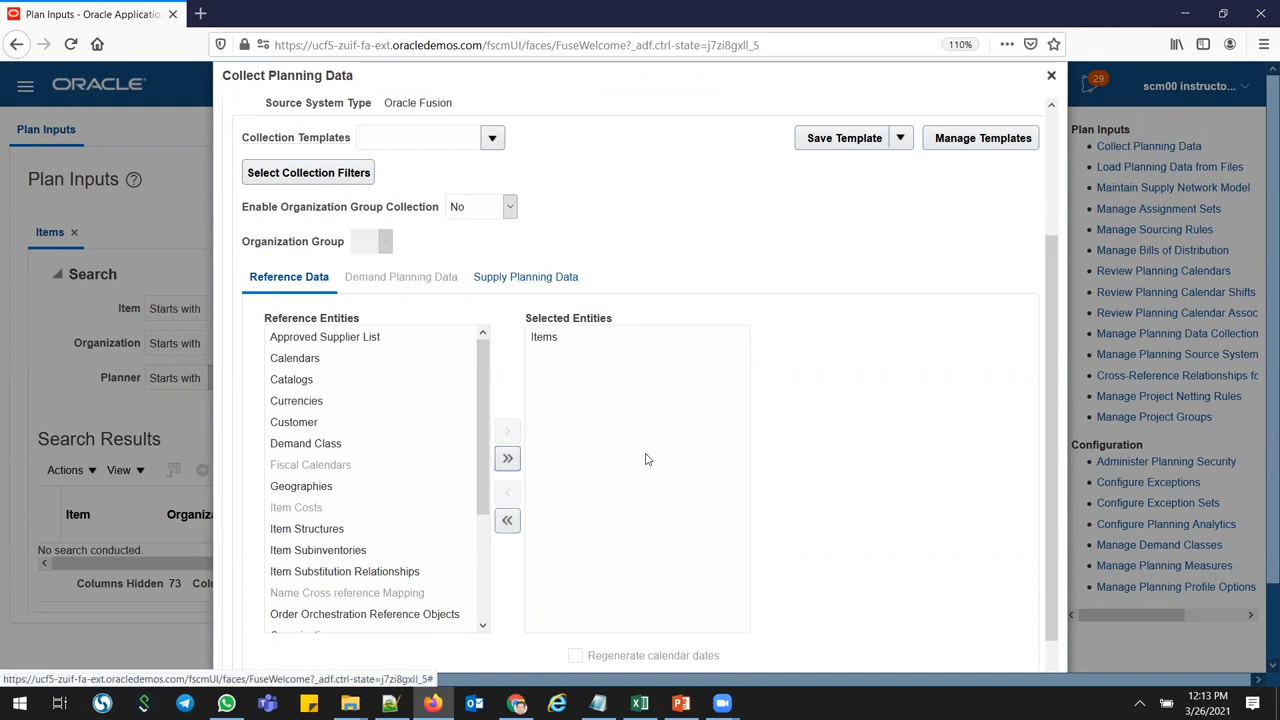 Plan Inputs - Oracle Application
https://ucf5-zuif-fa-ext.oracledemos.com/fscmUI/faces/FuseWelcome?_adf.ctrl-state=j7zi8gxll_5
110%
ORACLE
29
scm00 instructo...
Plan Inputs
Plan Inputs
Items
Search
Item Starts with
Organization Starts with
Planner Starts with
Search Results
Actions View
Item Organiza
No search conducted.
Columns Hidden 73 Colu
Collect Planning Data
Source System Type Oracle Fusion
Collection Templates
Save Template Manage Templates
Select Collection Filters
Enable Organization Group Collection No
Organization Group
Reference Data Demand Planning Data Supply Planning Data
Reference Entities
Approved Supplier List
Calendars
Catalogs
Currencies
Customer
Demand Class
Fiscal Calendars
Geographies
Item Costs
Item Structures
Item Subinventories
Item Substitution Relationships
Name Cross reference Mapping
Order Orchestration Reference Objects
Selected Entities
Items
Regenerate calendar dates
Plan Inputs
Collect Planning Data
Load Planning Data from Files
Maintain Supply Network Model
Manage Assignment Sets
Manage Sourcing Rules
Manage Bills of Distribution
Review Planning Calendars
Review Planning Calendar Shifts
Review Planning Calendar Assoc
Manage Planning Data Collection
Manage Planning Source System
Cross-Reference Relationships fo
Manage Project Netting Rules
Manage Project Groups
Configuration
Administer Planning Security
Configure Exceptions
Configure Exception Sets
Configure Planning Analytics
Manage Demand Classes
Manage Planning Measures
Manage Planning Profile Options
https://ucf5-zuif-fa-ext.oracledemos.com/fscmUI/faces/FuseWelcome?_adf.ctrl-state=j7zi8gxll_5#
12:13 PM
3/26/2021